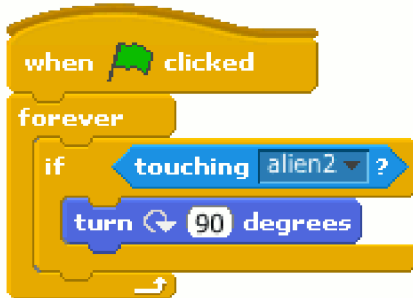 when clicked
forever
if touching alien2 ?
turn 90 degrees